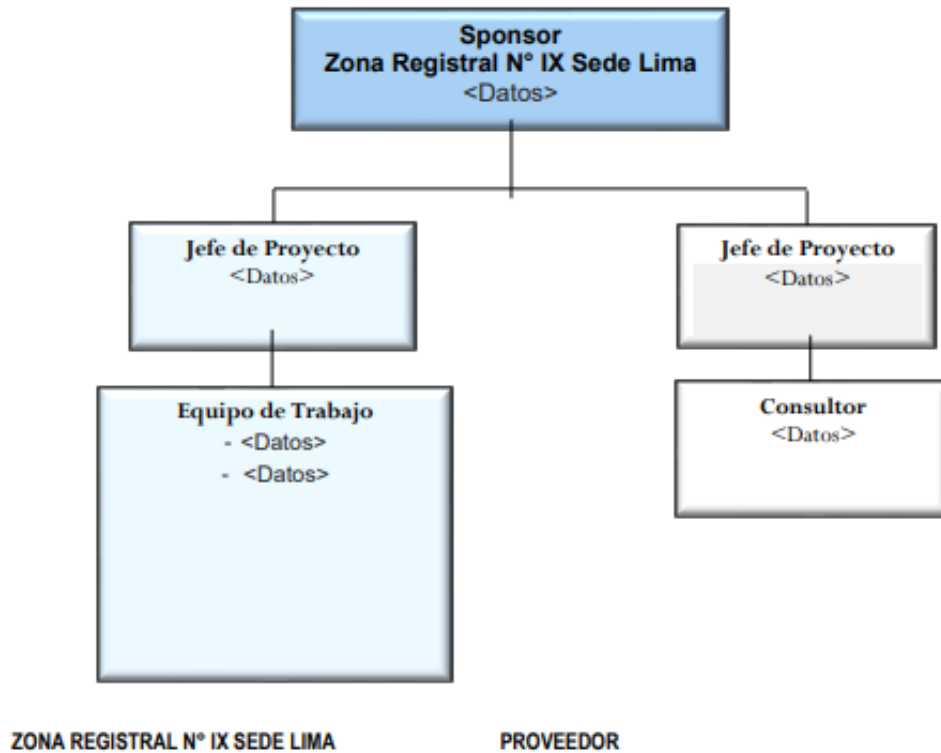 Sponsor
Zona Registral N° IX Sede Lima
<Datos>
Jefe de Proyecto
<Datos>
Jefe de Proyecto
<Datos>
Equipo de Trabajo
- <Datos>
- <Datos>
Consultor
<Datos>
ZONA REGISTRAL N° IX SEDE LIMA
PROVEEDOR